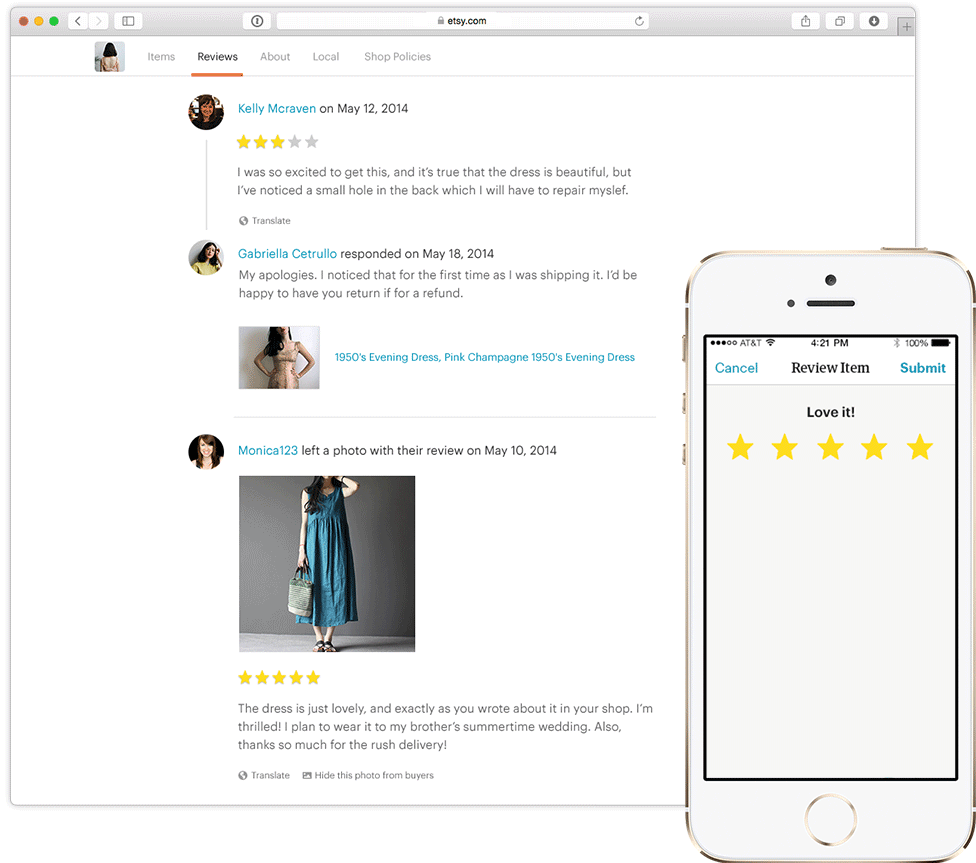 etsy.com
Items Reviews About Local Shop Policies
Kelly Mcraven on May 12, 2014
I was so excited to get this, and it's true that the dress is beautiful, but
I've noticed a small hole in the back which I will have to repair myslef.
Translate
Gabriella Cetrullo responded on May 18, 2014
My apologies. I noticed that for the first time as I was shipping it. I'd be
happy to have you return if for a refund.
1950's Evening Dress, Pink Champagne 1950's Evening Dress
Monica123 left a photo with their review on May 10, 2014
The dress is just lovely, and exactly as you wrote about it in your shop. I'm
thrilled! I plan to wear it to my brother's summertime wedding. Also,
thanks so much for the rush delivery!
Translate Hide this photo from buyers
AT&T 4:21 PM 100%
Cancel Review Item Submit
Love it!